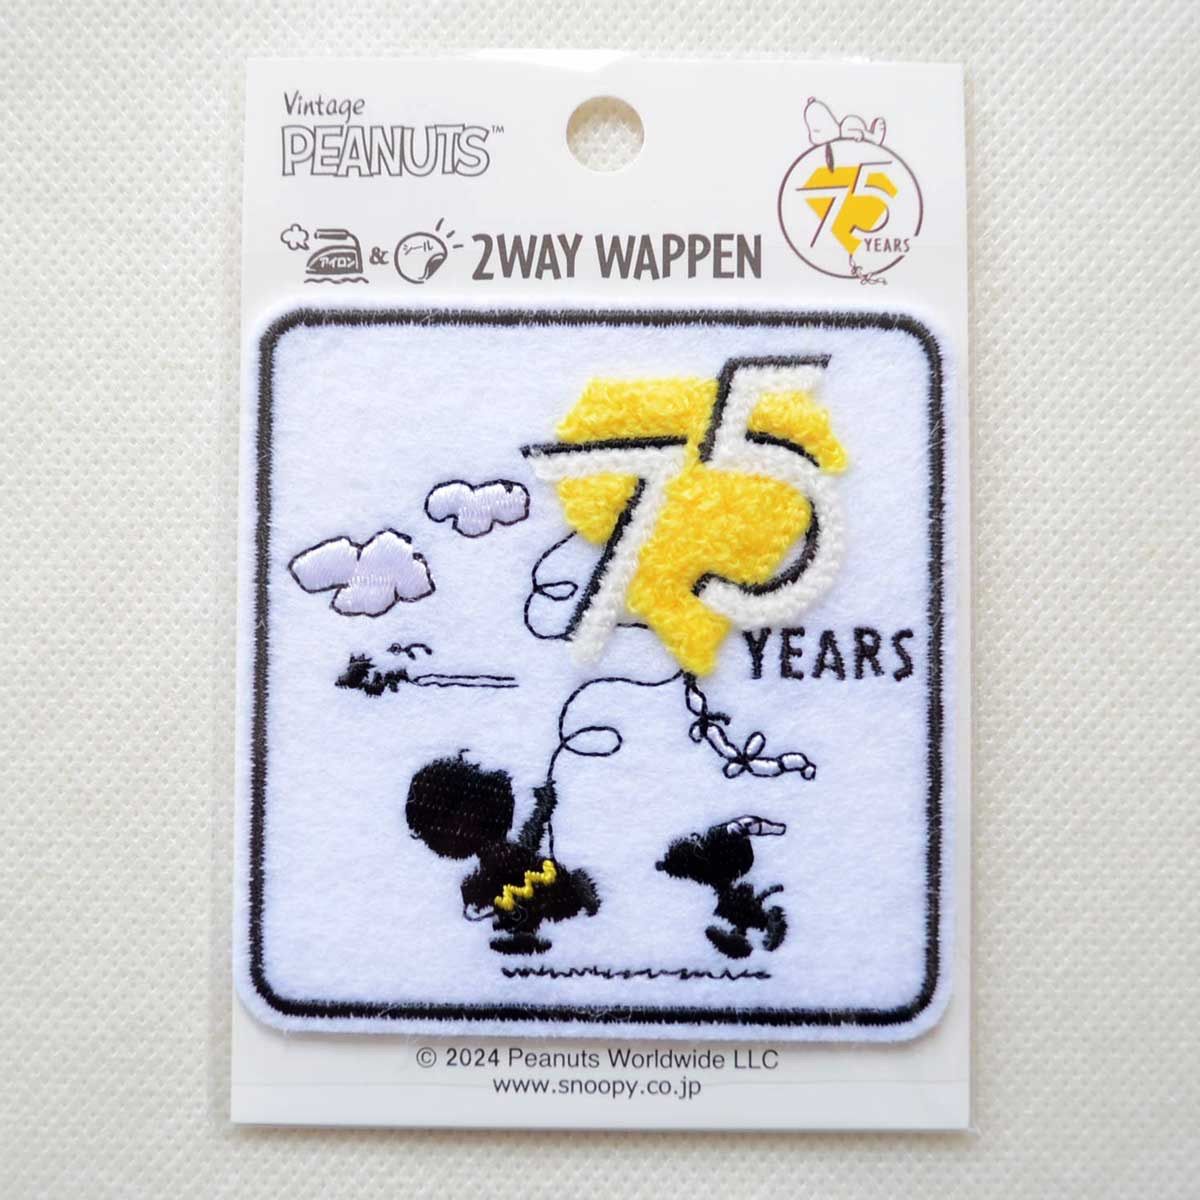 Vintage
PEANUTS™
75
YEARS
アイロン & シール 2WAY WAPPEN
75
YEARS
© 2024 Peanuts Worldwide LLC
www.snoopy.co.jp